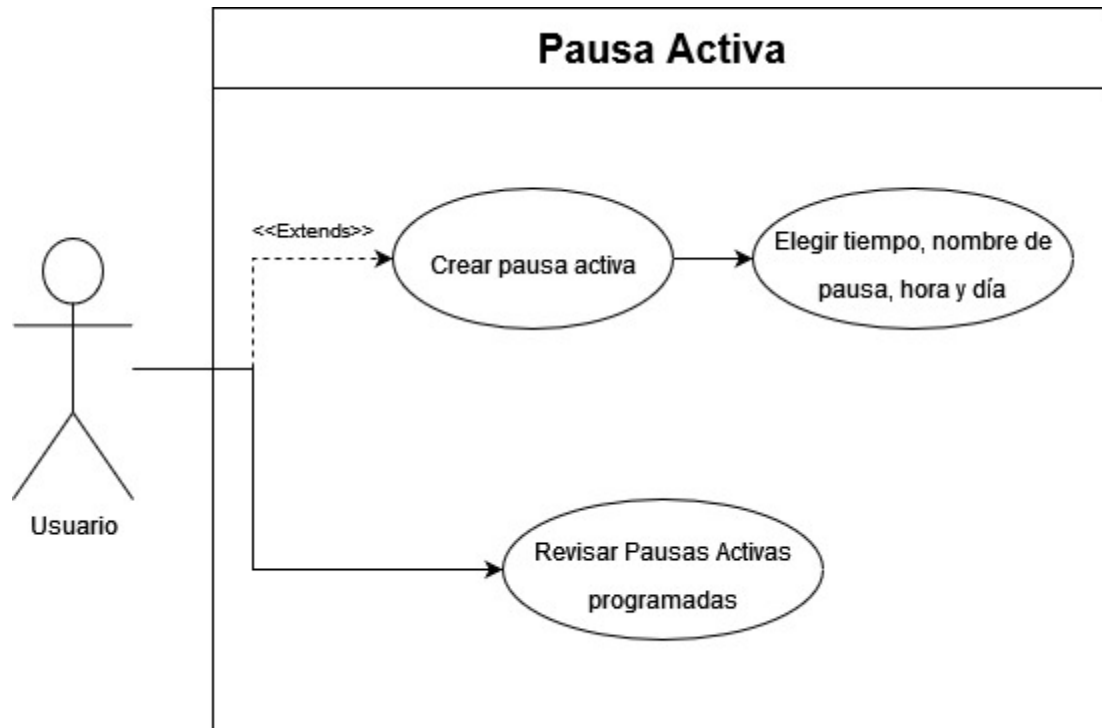 Pausa Activa
<<Extends>>
Crear pausa activa
Elegir tiempo, nombre de
pausa, hora y día
Usuario
Revisar Pausas Activas
programadas